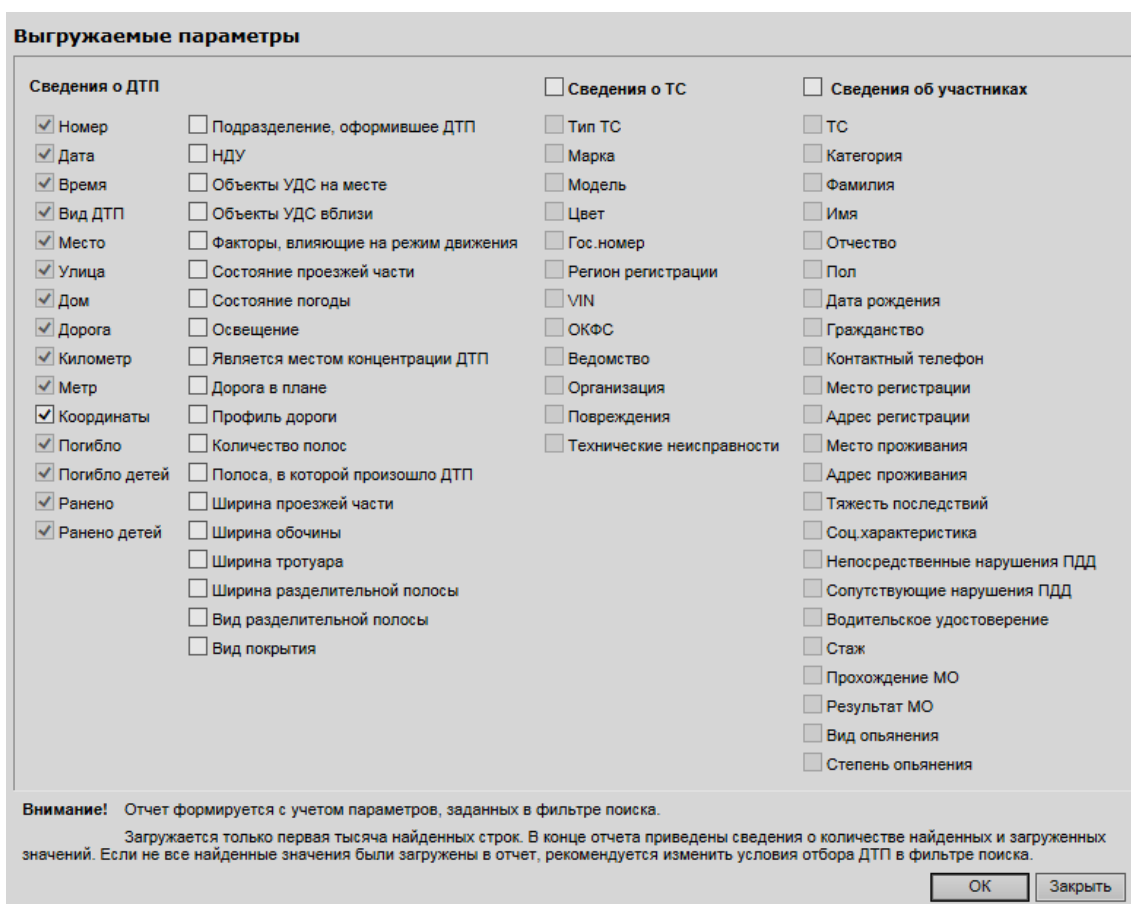 Выгружаемые параметры
Сведения о ДТП
Номер
Дата
Время
Вид ДТП
Место
Улица
Дом
Дорога
Километр
Метр
Координаты
Погибло
Погибло детей
Ранено
Ранено детей
Подразделение, оформившее ДТП
НДУ
Объекты УДС на месте
Объекты УДС вблизи
Факторы, влияющие на режим движения
Состояние проезжей части
Состояние погоды
Освещение
Является местом концентрации ДТП
Дорога в плане
Профиль дороги
Количество полос
Полоса, в которой произошло ДТП
Ширина проезжей части
Ширина обочины
Ширина тротуара
Ширина разделительной полосы
Вид разделительной полосы
Вид покрытия
Сведения о ТС
Тип ТС
Марка
Модель
Цвет
Гос.номер
Регион регистрации
VIN
ОКФС
Ведомство
Организация
Повреждения
Технические неисправности
Сведения об участниках
ТС
Категория
Фамилия
Имя
Отчество
Пол
Дата рождения
Гражданство
Контактный телефон
Место регистрации
Адрес регистрации
Место проживания
Адрес проживания
Тяжесть последствий
Соц.характеристика
Непосредственные нарушения ПДД
Сопутствующие нарушения ПДД
Водительское удостоверение
Стаж
Прохождение МО
Результат МО
Вид опьянения
Степень опьянения
Внимание! Отчет формируется с учетом параметров, заданных в фильтре поиска.
Загружается только первая тысяча найденных строк. В конце отчета приведены сведения о количестве найденных и загруженных
значений. Если не все найденные значения были загружены в отчет, рекомендуется изменить условия отбора ДТП в фильтре поиска.
ОК
Закрыть